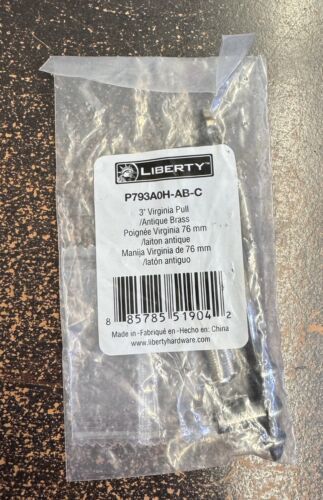 LIBERTY™
P793A0H-AB-C
3" Virginia Pull
/Antique Brass
Poignée Virginia 76 mm
/laiton antique
Manija Virginia de 76 mm
/latón antiguo
8 85785 51904 2
Made in -Fabriqué en -Hecho en: China
www.libertyhardware.com